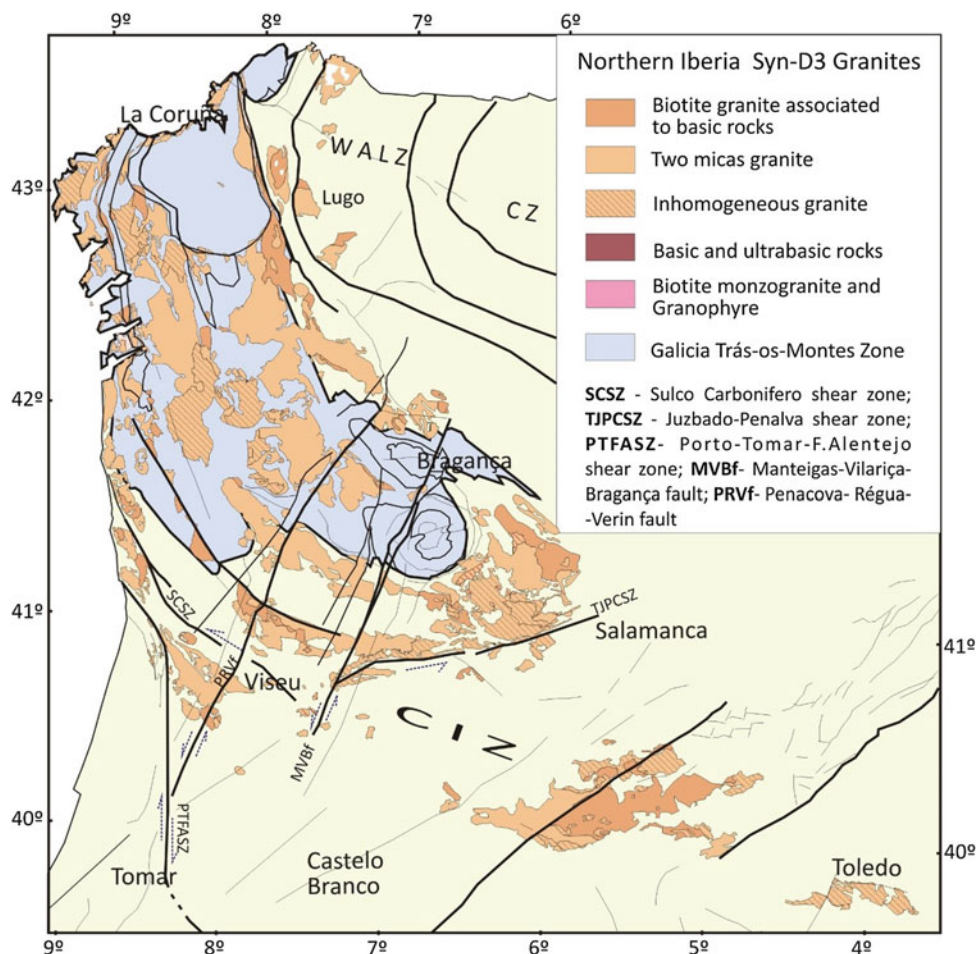 9º 8º 7º 6º
Northern Iberia Syn-D3 Granites
Biotite granite associated
to basic rocks
Two micas granite
Inhomogeneous granite
Basic and ultrabasic rocks
Biotite monzogranite and
Granophyre
Galicia Trás-os-Montes Zone
SCSZ - Sulco Carbonifero shear zone;
TJPCSZ - Juzbado-Penalva shear zone;
PTFASZ- Porto-Tomar-F.Alentejo
shear zone; MVBf- Manteigas-Vilariça-
Bragança fault; PRVf- Penacova- Régua-
-Verin fault
La Coruña
WALZ
43º
Lugo
CZ
42º
Bragança
41º
SCSZ
TJPCSZ
Salamanca
41º
PRVf
Viseu
CIN
MVBf
40º
PTFASZ
40º
Tomar
Castelo
Branco
Toledo
9º 8º 7º 6º 5º 4º